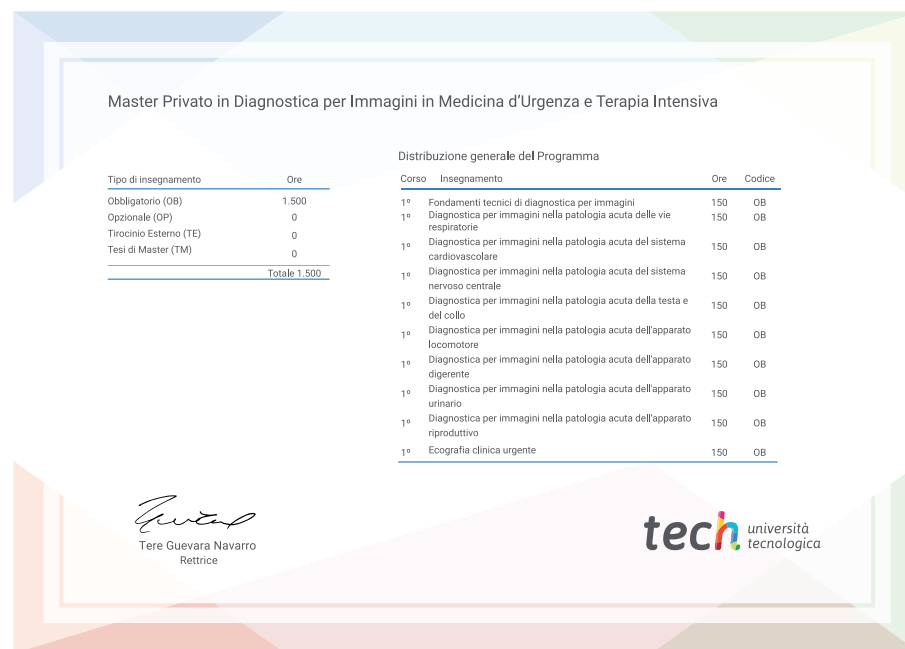 Master Privato in Diagnostica per Immagini in Medicina d'Urgenza e Terapia Intensiva
Tipo di insegnamento Ore
Obbligatorio (OB) 1.500
Opzionale (OP) 0
Tirocinio Esterno (TE) 0
Tesi di Master (TM) 0
Totale 1.500
Distribuzione generale del Programma
Corso Insegnamento Ore Codice
1º Fondamenti tecnici di diagnostica per immagini 150 OB
1º Diagnostica per immagini nella patologia acuta delle vie 150 OB
respiratorie
1º Diagnostica per immagini nella patologia acuta del sistema 150 OB
cardiovascolare
1º Diagnostica per immagini nella patologia acuta del sistema 150 OB
nervoso centrale
1º Diagnostica per immagini nella patologia acuta della testa e 150 OB
del collo
1º Diagnostica per immagini nella patologia acuta dell'apparato 150 OB
locomotore
1º Diagnostica per immagini nella patologia acuta dell'apparato 150 OB
digerente
1º Diagnostica per immagini nella patologia acuta dell'apparato 150 OB
urinario
1º Diagnostica per immagini nella patologia acuta dell'apparato 150 OB
riproduttivo
1º Ecografia clinica urgente 150 OB
Tere Guevara Navarro
Rettrice
tech università
tecnologica